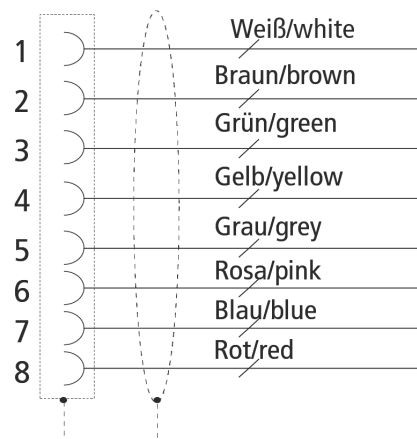 1 Weiß/white
2 Braun/brown
3 Grün/green
4 Gelb/yellow
5 Grau/grey
6 Rosa/pink
7 Blau/blue
8 Rot/red